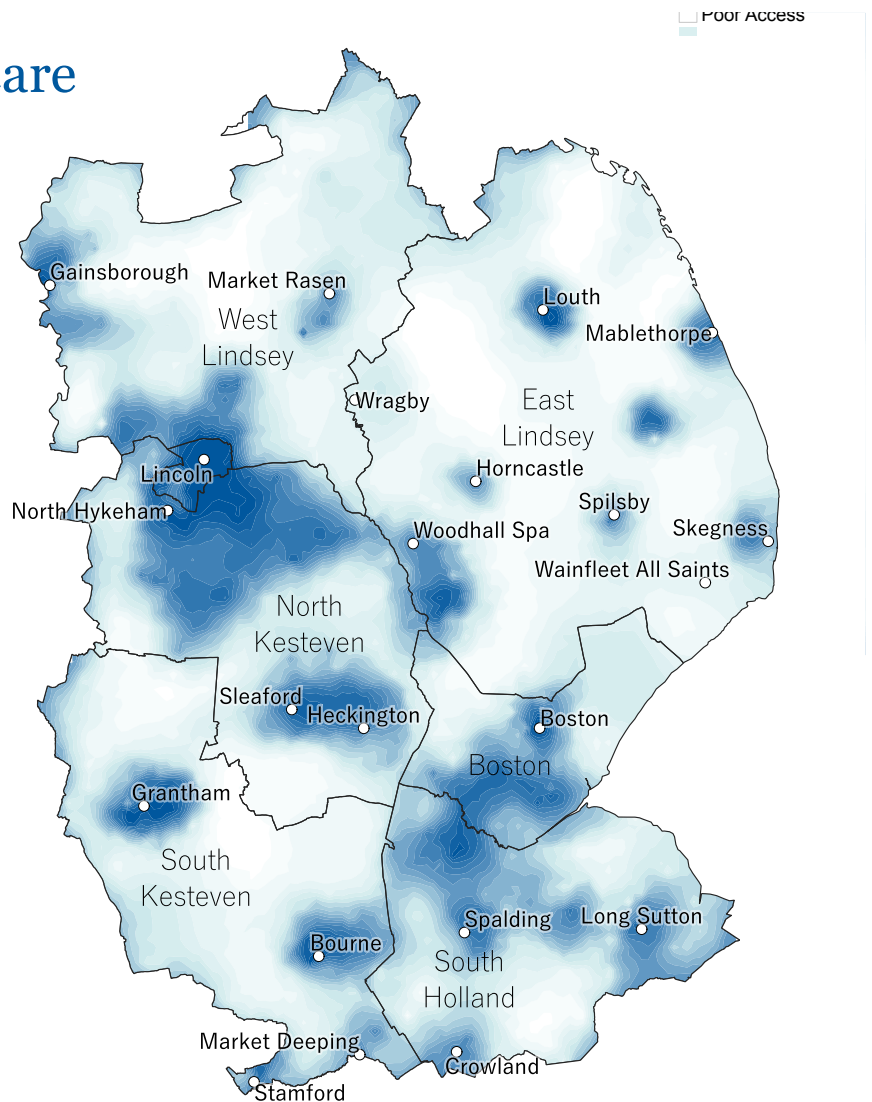 Poor Access
are
Gainsborough
Market Rasen
West
Lindsey
Louth
Mablethorpe
Wragby
East
Lindsey
Lincoln
Horncastle
North Hykeham
Spilsby
Woodhall Spa
Skegness
Wainfleet All Saints
North
Kesteven
Sleaford
Heckington
Boston
Boston
Grantham
South
Kesteven
Spalding
Long Sutton
Bourne
South
Holland
Market Deeping
Crowland
Stamford